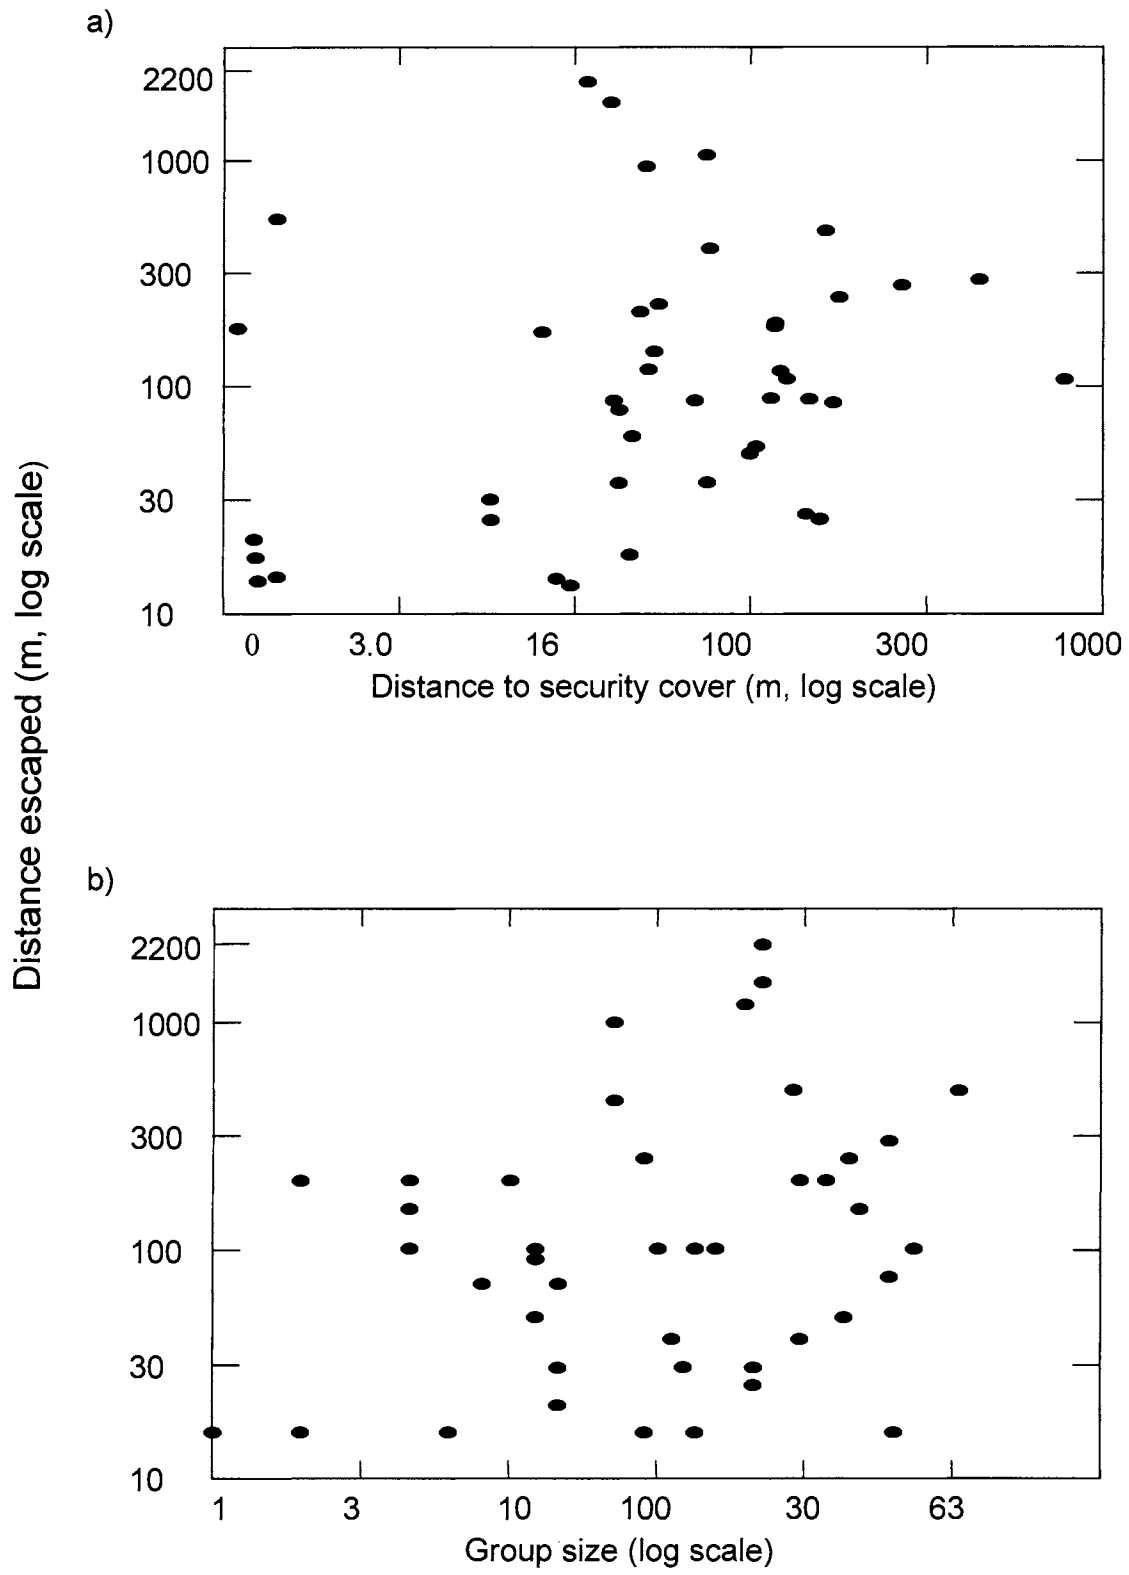 a)
2200
1000
300
100
30
10
0 3.0 16 100 300 1000
Distance to security cover (m, log scale)
Distance escaped (m, log scale)
b)
2200
1000
300
100
30
10
1 3 10 100 30 63
Group size (log scale)